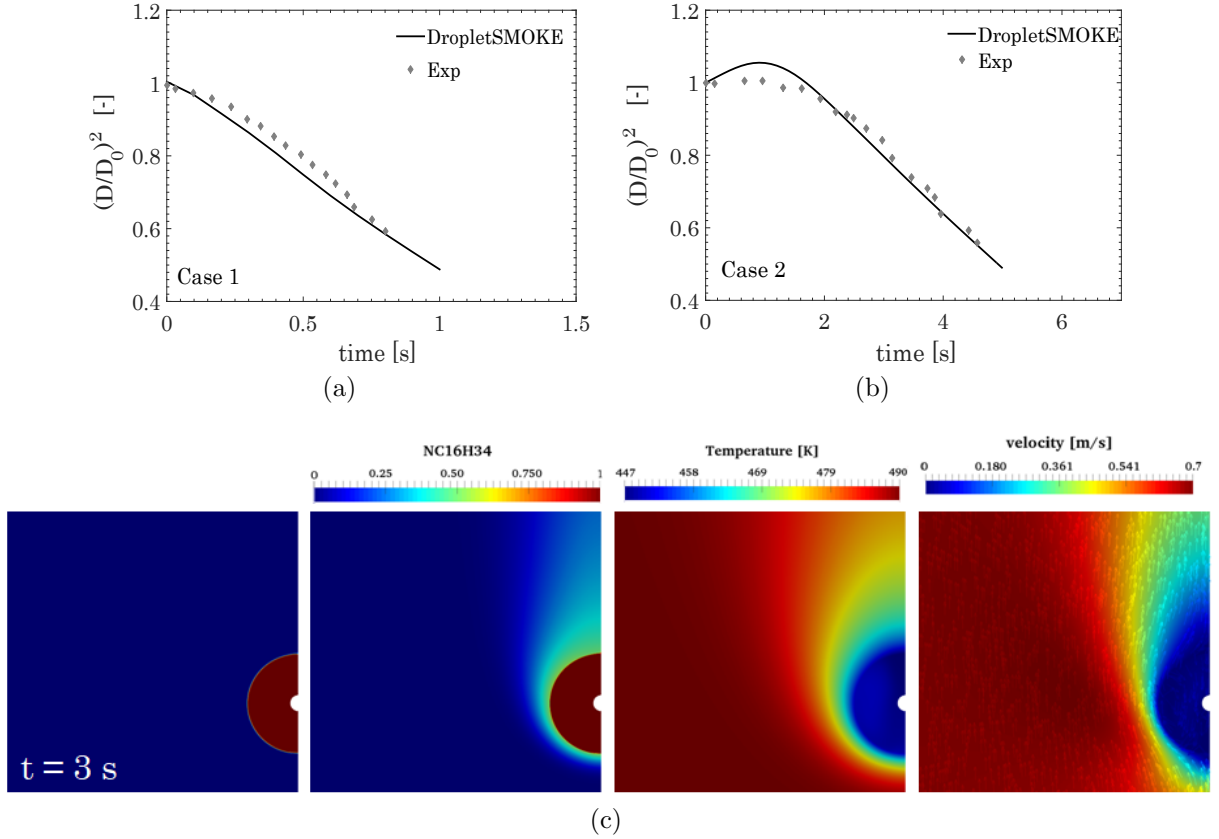 1.2
1
0.8
0.6
0.4
(D/D₀)² [-]
DropletSMOKE
Exp
Case 1
0 0.5 1 1.5
time [s]
(a)
1.2
1
0.8
0.6
0.4
(D/D₀)² [-]
DropletSMOKE
Exp
Case 2
0 2 4 6
time [s]
(b)
NC16H34
0 0.25 0.50 0.750 1
Temperature [K]
447 458 469 479 490
velocity [m/s]
0 0.180 0.361 0.541 0.7
t = 3 s
(c)